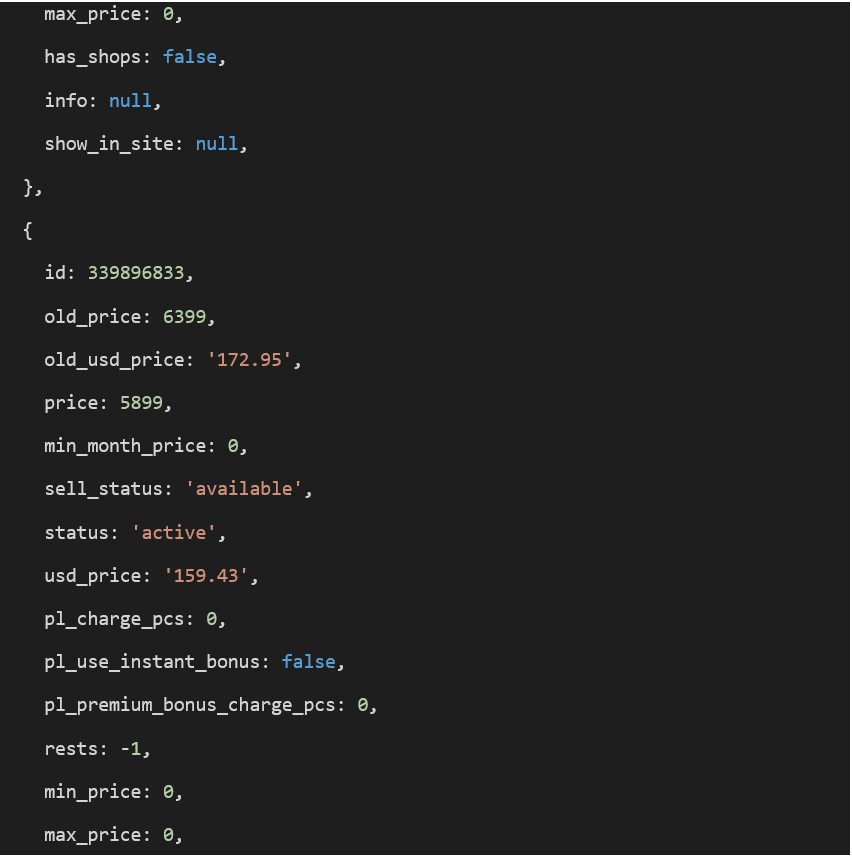 max_price: 0,
has_shops: false,
info: null,
show_in_site: null,
},
{
id: 339896833,
old_price: 6399,
old_usd_price: '172.95',
price: 5899,
min_month_price: 0,
sell_status: 'available',
status: 'active',
usd_price: '159.43',
pl_charge_pcs: 0,
pl_use_instant_bonus: false,
pl_premium_bonus_charge_pcs: 0,
rests: -1,
min_price: 0,
max_price: 0,